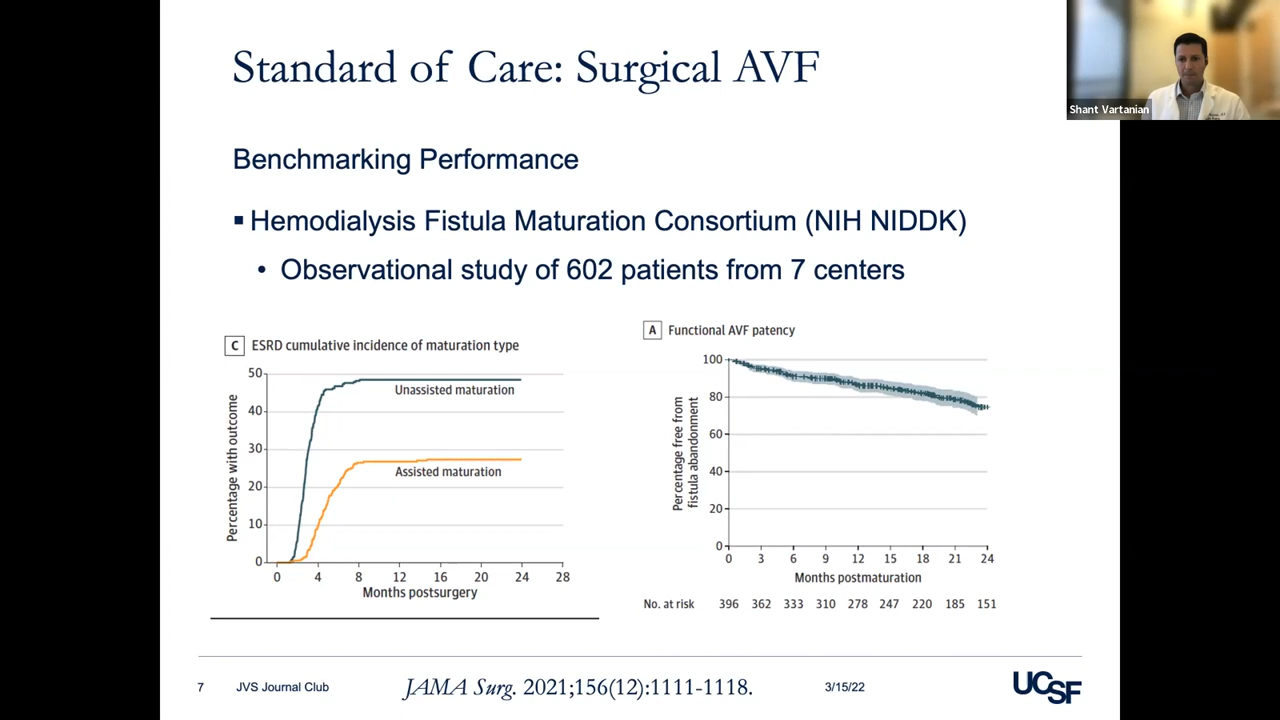 Standard of Care: Surgical AVF
Shant Vartanian
Benchmarking Performance
▪ Hemodialysis Fistula Maturation Consortium (NIH NIDDK)
• Observational study of 602 patients from 7 centers
C ESRD cumulative incidence of maturation type
Percentage with outcome
50
40
30
20
10
0
Unassisted maturation
Assisted maturation
0 4 8 12 16 20 24 28
Months postsurgery
A Functional AVF patency
Percentage free from
fistula abandonment
100
80
60
40
20
0
0 3 6 9 12 15 18 21 24
Months postmaturation
No. at risk 396 362 333 310 278 247 220 185 151
7 JVS Journal Club JAMA Surg. 2021;156(12):1111-1118. 3/15/22 UCSF